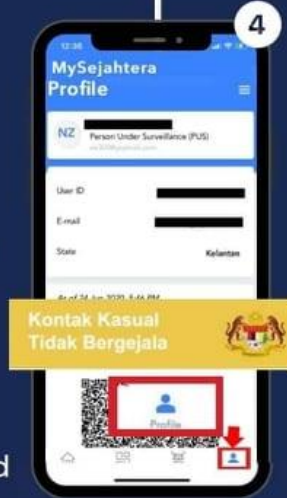 4
12:38
MySejahtera
Profile
NZ
Person Under Surveillance (PUS)
User ID
E-mail
State Kelantan
As of 24 Jun 2020, 5:46 PM
Kontak Kasual
Tidak Bergejala
Profile
d